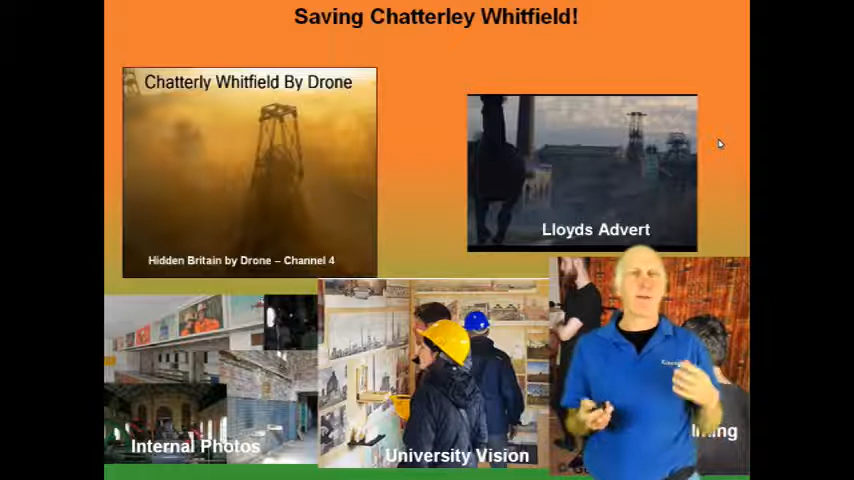 Saving Chatterley Whitfield!
Chatterly Whitfield By Drone
Hidden Britain by Drone – Channel 4
Lloyds Advert
Internal Photos
University Vision